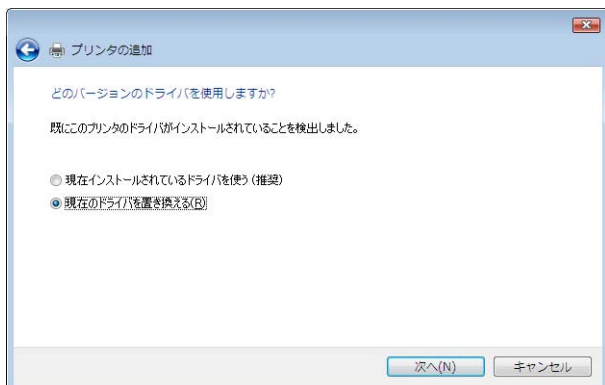 プリンタの追加
どのバージョンのドライバを使用しますか?
既にこのプリンタのドライバがインストールされていることを検出しました。
現在インストールされているドライバを使う(推奨)
現在のドライバを置き換える(R)
次へ(N) キャンセル